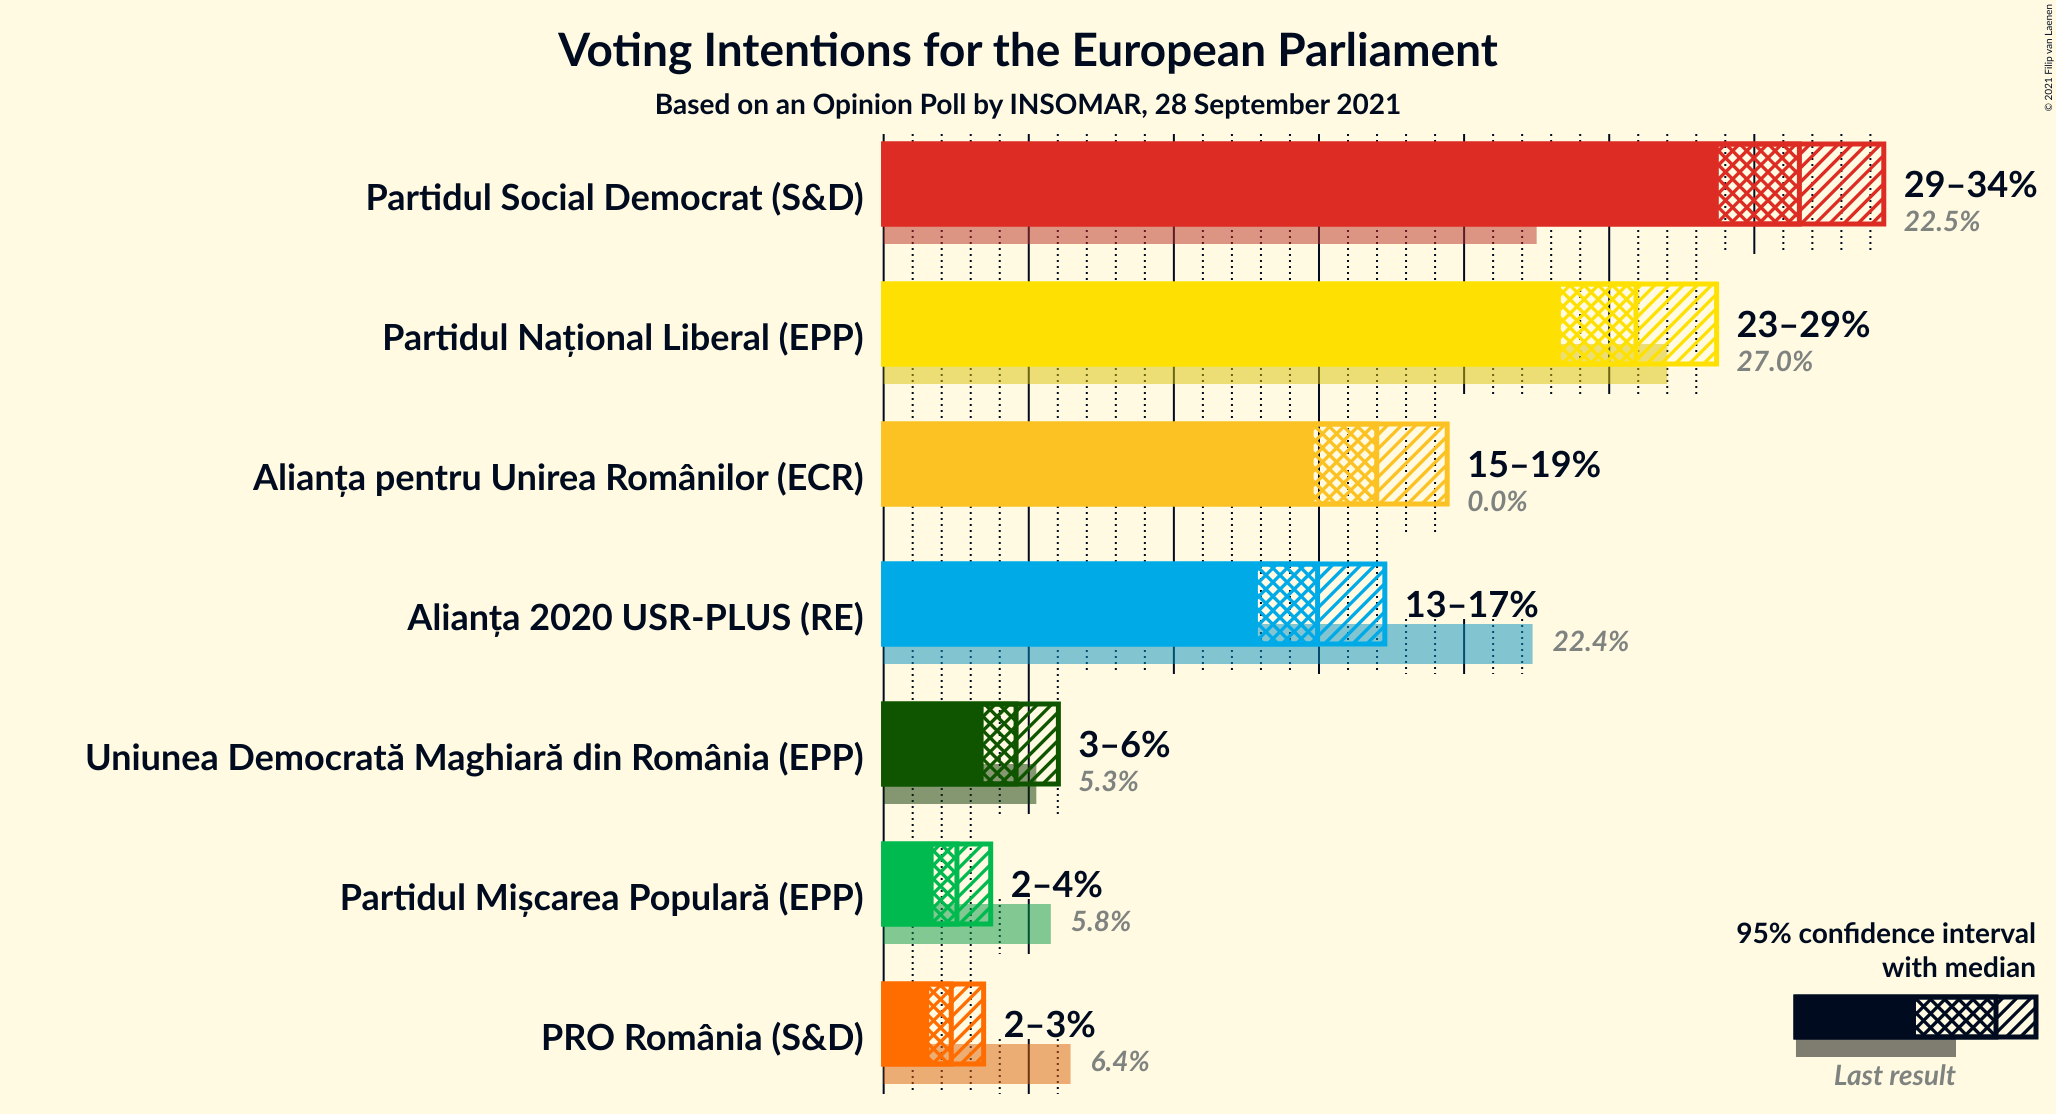 Voting Intentions for the European Parliament
Based on an Opinion Poll by INSOMAR, 28 September 2021
© 2021 Filip van Laenen
Partidul Social Democrat (S&D)
29–34%
22.5%
Partidul Național Liberal (EPP)
23–29%
27.0%
Alianța pentru Unirea Românilor (ECR)
15–19%
0.0%
Alianța 2020 USR-PLUS (RE)
13–17%
22.4%
Uniunea Democrată Maghiară din România (EPP)
3–6%
5.3%
Partidul Mișcarea Populară (EPP)
2–4%
5.8%
PRO România (S&D)
2–3%
6.4%
95% confidence interval
with median
Last result